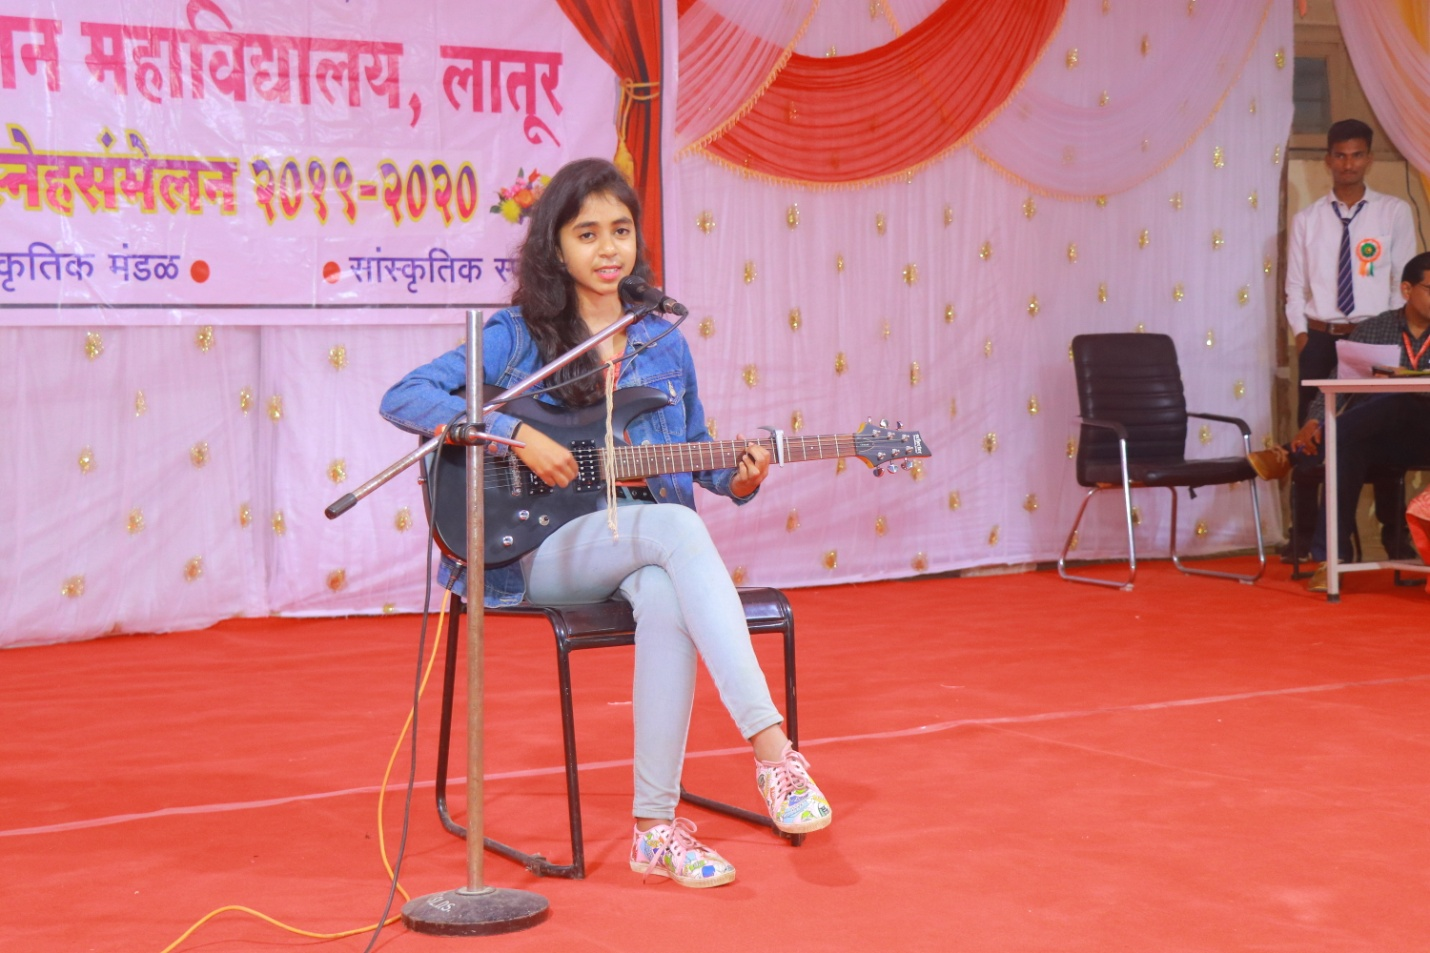 महाविद्यालय, लातूर
स्नेहसंमेलन २०१९-२०२०
मंडळ ● ● सांस्कृतिक